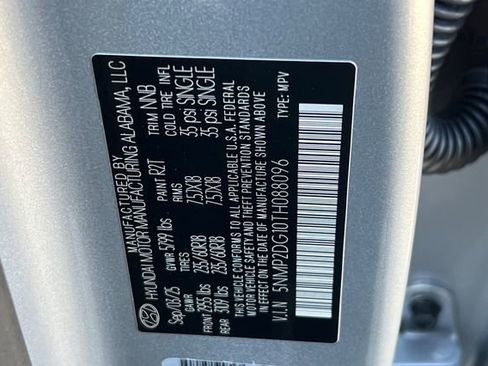 MANUFACTURED BY
HYUNDAI MOTOR MANUFACTURING ALABAMA, LLC
Sep/03/25 GVWR 5799 lbs PAINT R2T TRIM NNB
GAWR TIRES RIMS COLD TIRE INFL
FRONT 2955 lbs 235/60R18 7.5JX18 35 psi SINGLE
REAR 3109 lbs 235/60R18 7.5JX18 35 psi SINGLE
THIS VEHICLE CONFORMS TO ALL APPLICABLE U.S.A. FEDERAL
MOTOR VEHICLE SAFETY AND THEFT PREVENTION STANDARDS
IN EFFECT ON THE DATE OF MANUFACTURE SHOWN ABOVE
V.I.N 5NMP2DG10TH088096 TYPE: MPV